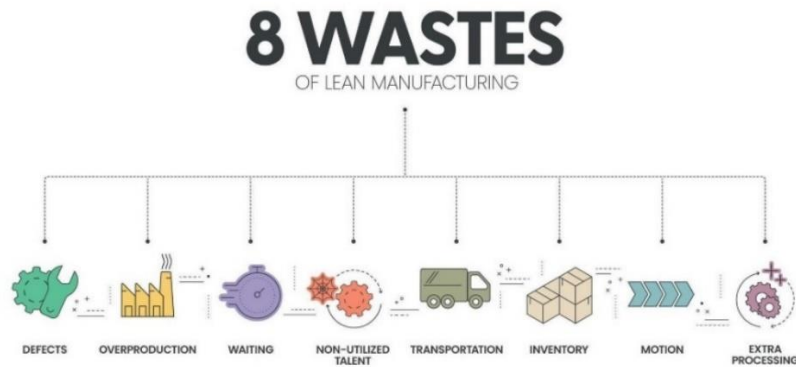 8 WASTES
OF LEAN MANUFACTURING
DEFECTS
OVERPRODUCTION
WAITING
NON-UTILIZED
TALENT
TRANSPORTATION
INVENTORY
MOTION
EXTRA
PROCESSING